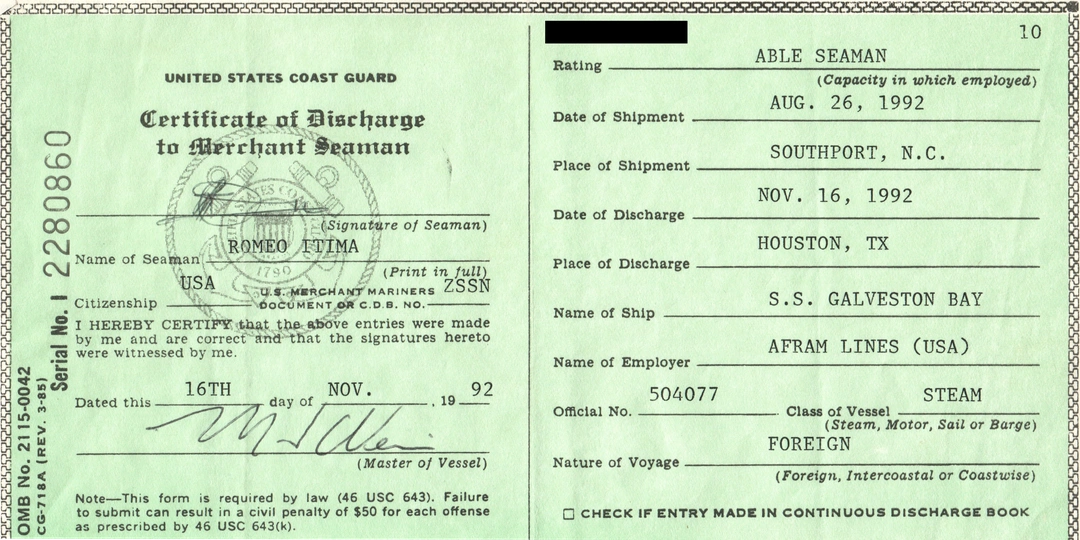 UNITED STATES COAST GUARD
Certificate of Discharge
to Merchant Seaman
(Signature of Seaman)
Name of Seaman ROMEO ITIMA
(Print in full)
Citizenship USA U.S. MERCHANT MARINERS DOCUMENT OR C.D.B. NO. ZSSN
I HEREBY CERTIFY that the above entries were made
by me and are correct and that the signatures hereto
were witnessed by me.
Dated this 16TH day of NOV. , 19 92
(Master of Vessel)
Note—This form is required by law (46 USC 643). Failure
to submit can result in a civil penalty of $50 for each offense
as prescribed by 46 USC 643(k).
Serial No. 1 2280860
OMB No. 2115-0042
CG-718A (REV. 3-85)
1790
10
Rating ABLE SEAMAN
(Capacity in which employed)
Date of Shipment AUG. 26, 1992
Place of Shipment SOUTHPORT, N.C.
Date of Discharge NOV. 16, 1992
Place of Discharge HOUSTON, TX
Name of Ship S.S. GALVESTON BAY
Name of Employer AFRAM LINES (USA)
Official No. 504077 Class of Vessel STEAM
(Steam, Motor, Sail or Barge)
Nature of Voyage FOREIGN
(Foreign, Intercoastal or Coastwise)
☐ CHECK IF ENTRY MADE IN CONTINUOUS DISCHARGE BOOK